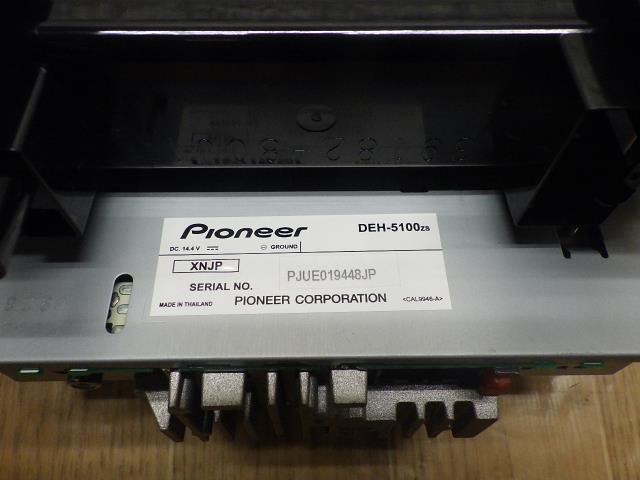 Pioneer
DEH-5100ZS
DC. 14.4 V ⎓ ⊖ GROUND
XNJP
SERIAL NO. PJUE019448JP
MADE IN THAILAND PIONEER CORPORATION <CAL9946-A>